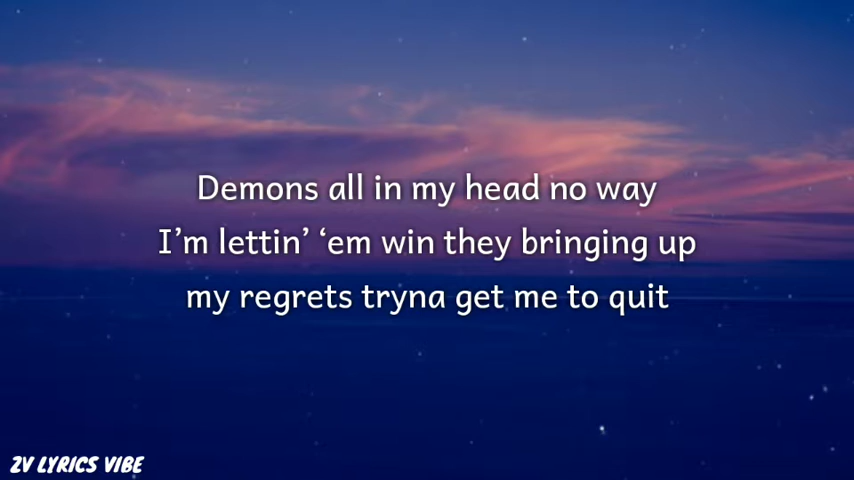 Demons all in my head no way
I’m lettin’ ‘em win they bringing up
my regrets tryna get me to quit
ZV LYRICS VIBE